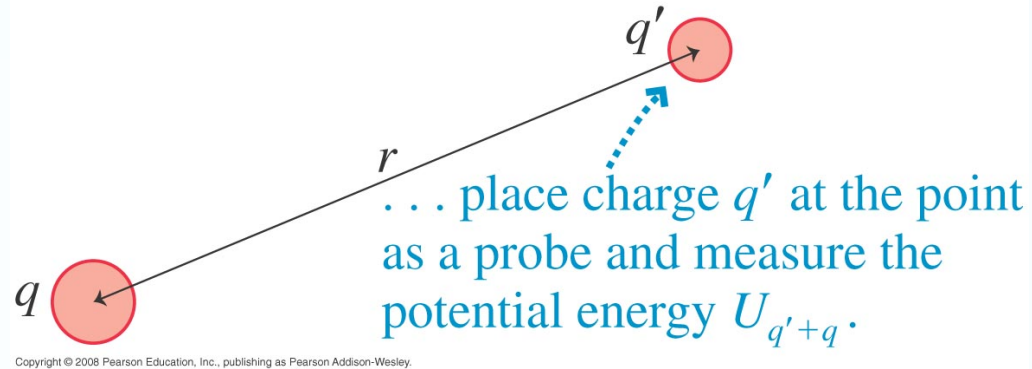 q′
r
. . . place charge q′ at the point
as a probe and measure the
q
potential energy U_{q′+q}.
Copyright © 2008 Pearson Education, Inc., publishing as Pearson Addison-Wesley.